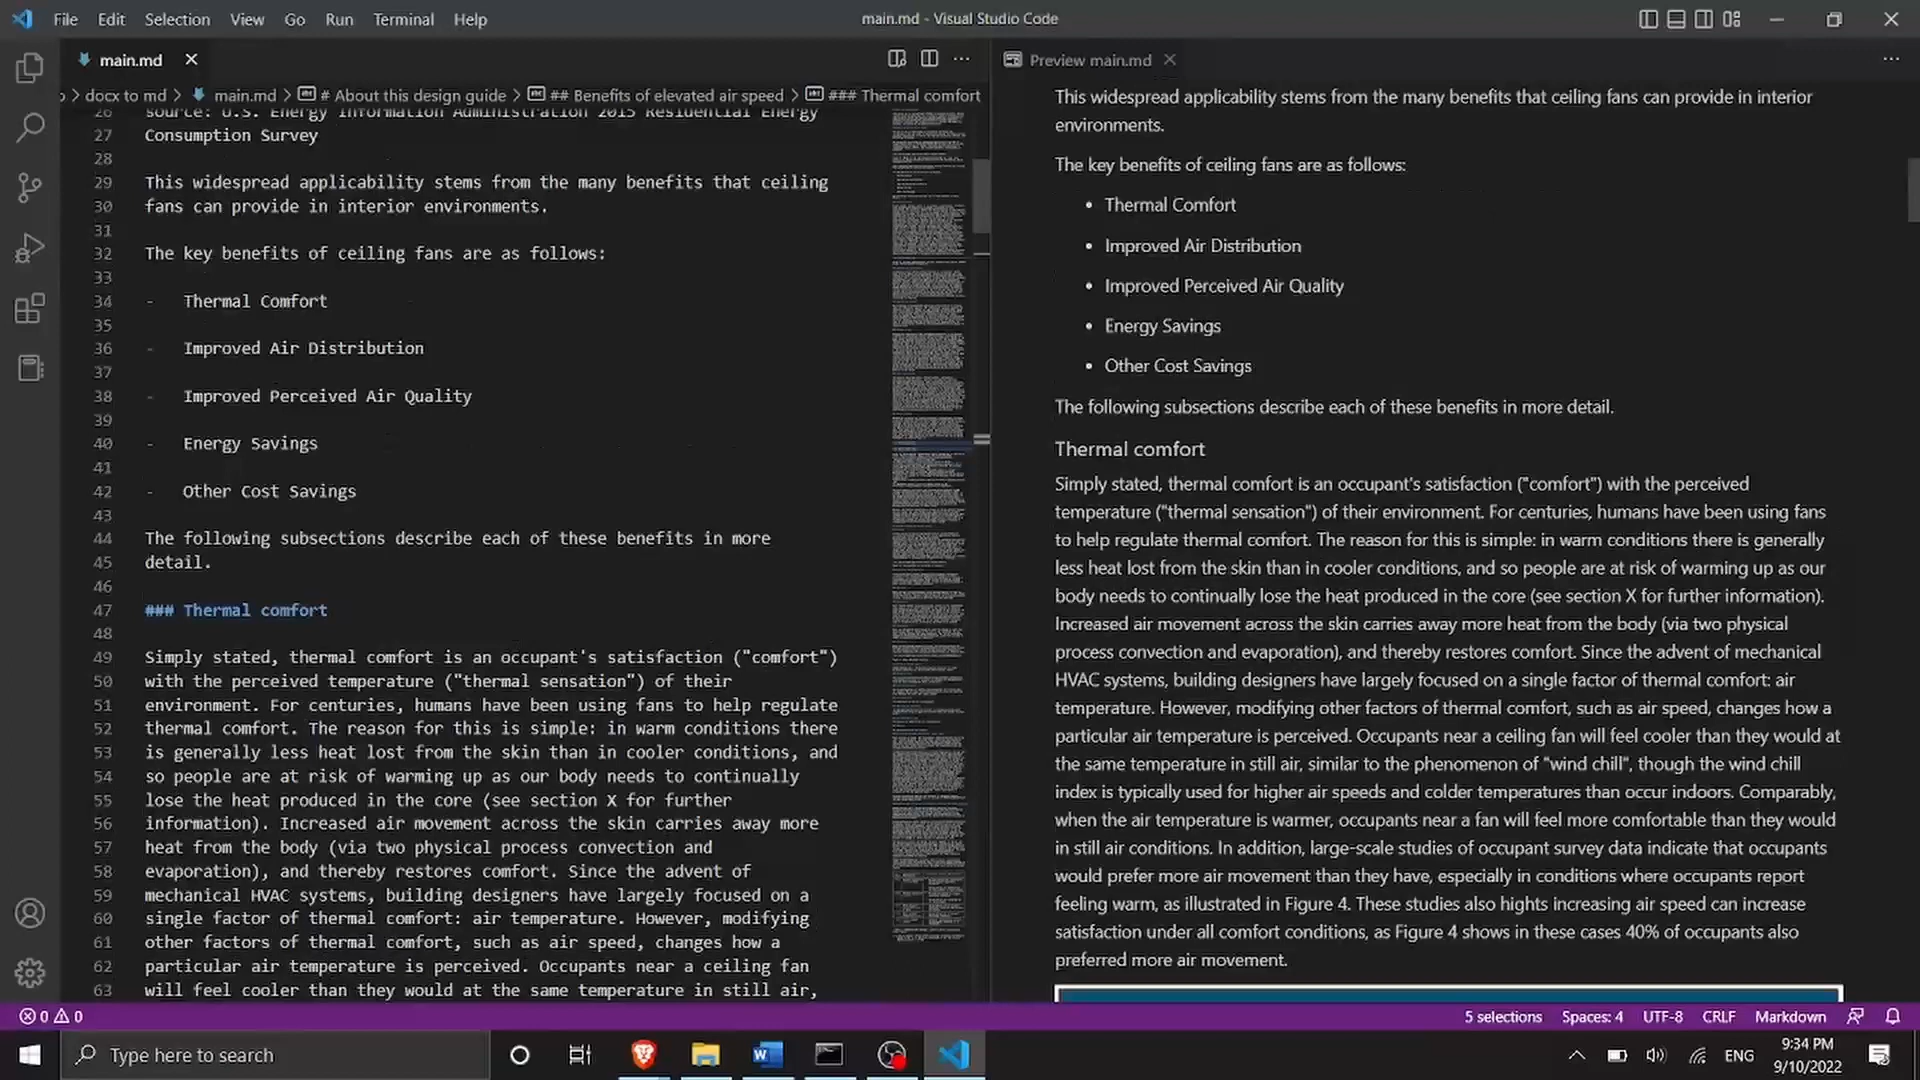 File Edit Selection View Go Run Terminal Help
main.md - Visual Studio Code
main.md
Preview main.md
docx to md > main.md > # About this design guide > ## Benefits of elevated air speed > ### Thermal comfort
26 source: U.S. Energy Information Administration 2015 Residential Energy
27 Consumption Survey
28
29 This widespread applicability stems from the many benefits that ceiling
30 fans can provide in interior environments.
31
32 The key benefits of ceiling fans are as follows:
33
34 - Thermal Comfort
35
36 - Improved Air Distribution
37
38 - Improved Perceived Air Quality
39
40 - Energy Savings
41
42 - Other Cost Savings
43
44 The following subsections describe each of these benefits in more
45 detail.
46
47 ### Thermal comfort
48
49 Simply stated, thermal comfort is an occupant's satisfaction ("comfort")
50 with the perceived temperature ("thermal sensation") of their
51 environment. For centuries, humans have been using fans to help regulate
52 thermal comfort. The reason for this is simple: in warm conditions there
53 is generally less heat lost from the skin than in cooler conditions, and
54 so people are at risk of warming up as our body needs to continually
55 lose the heat produced in the core (see section X for further
56 information). Increased air movement across the skin carries away more
57 heat from the body (via two physical process convection and
58 evaporation), and thereby restores comfort. Since the advent of
59 mechanical HVAC systems, building designers have largely focused on a
60 single factor of thermal comfort: air temperature. However, modifying
61 other factors of thermal comfort, such as air speed, changes how a
62 particular air temperature is perceived. Occupants near a ceiling fan
63 will feel cooler than they would at the same temperature in still air,
This widespread applicability stems from the many benefits that ceiling fans can provide in interior
environments.
The key benefits of ceiling fans are as follows:
• Thermal Comfort
• Improved Air Distribution
• Improved Perceived Air Quality
• Energy Savings
• Other Cost Savings
The following subsections describe each of these benefits in more detail.
Thermal comfort
Simply stated, thermal comfort is an occupant's satisfaction ("comfort") with the perceived
temperature ("thermal sensation") of their environment. For centuries, humans have been using fans
to help regulate thermal comfort. The reason for this is simple: in warm conditions there is generally
less heat lost from the skin than in cooler conditions, and so people are at risk of warming up as our
body needs to continually lose the heat produced in the core (see section X for further information).
Increased air movement across the skin carries away more heat from the body (via two physical
process convection and evaporation), and thereby restores comfort. Since the advent of mechanical
HVAC systems, building designers have largely focused on a single factor of thermal comfort: air
temperature. However, modifying other factors of thermal comfort, such as air speed, changes how a
particular air temperature is perceived. Occupants near a ceiling fan will feel cooler than they would at
the same temperature in still air, similar to the phenomenon of "wind chill", though the wind chill
index is typically used for higher air speeds and colder temperatures than occur indoors. Comparably,
when the air temperature is warmer, occupants near a fan will feel more comfortable than they would
in still air conditions. In addition, large-scale studies of occupant survey data indicate that occupants
would prefer more air movement than they have, especially in conditions where occupants report
feeling warm, as illustrated in Figure 4. These studies also hights increasing air speed can increase
satisfaction under all comfort conditions, as Figure 4 shows in these cases 40% of occupants also
preferred more air movement.
0 0
5 selections Spaces: 4 UTF-8 CRLF Markdown
Type here to search
ENG
9:34 PM
9/10/2022